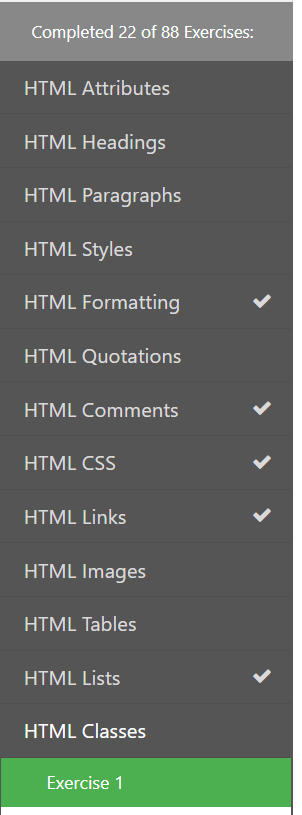 Completed 22 of 88 Exercises:
HTML Attributes
HTML Headings
HTML Paragraphs
HTML Styles
HTML Formatting
HTML Quotations
HTML Comments
HTML CSS
HTML Links
HTML Images
HTML Tables
HTML Lists
HTML Classes
Exercise 1